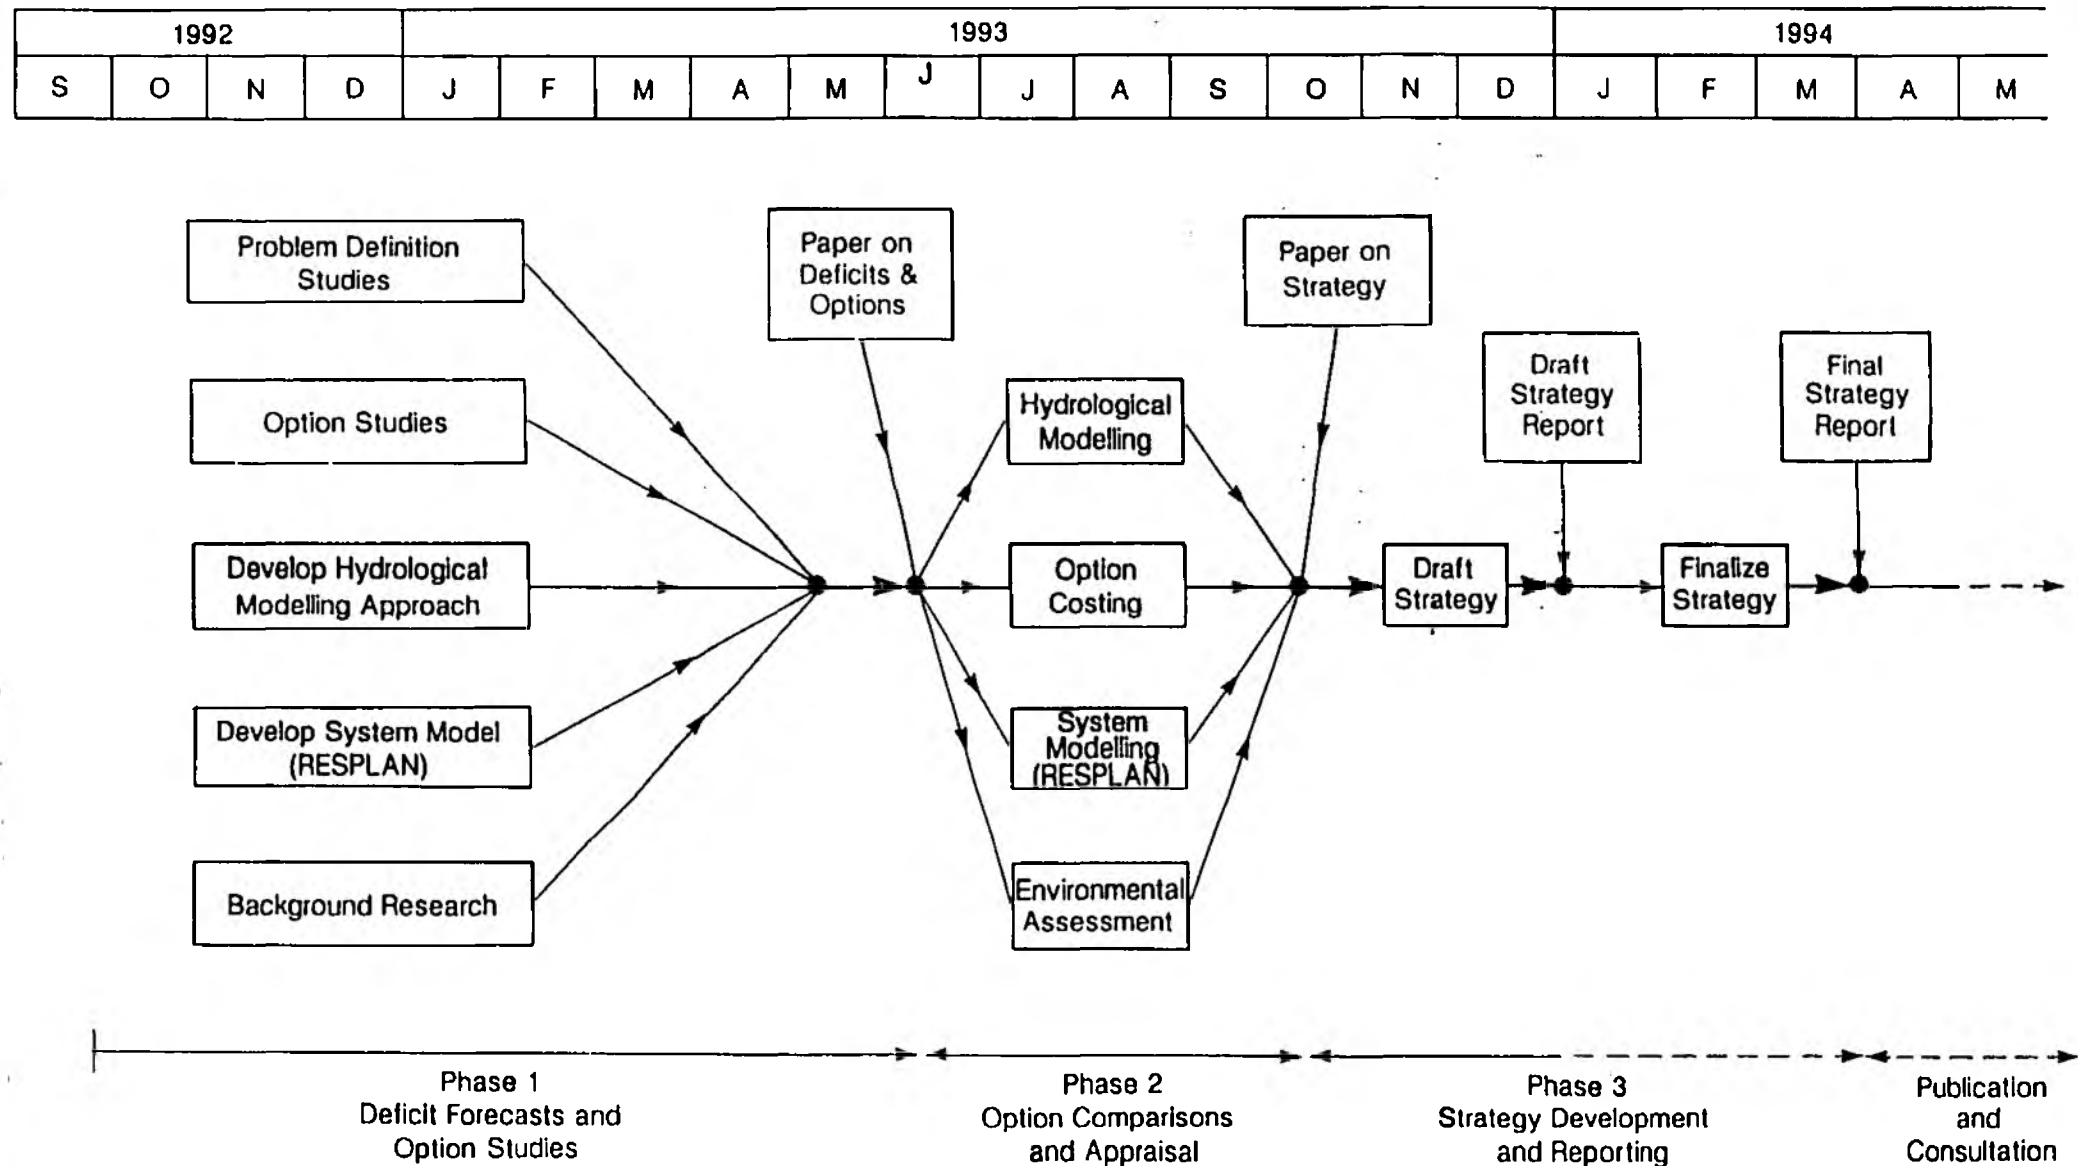 1992
1993
1994
S O N D J F M A M J J A S O N D J F M A M
Problem Definition
Studies
Paper on
Deficits &
Options
Paper on
Strategy
Draft
Strategy
Report
Final
Strategy
Report
Option Studies
Hydrological
Modelling
Develop Hydrological
Modelling Approach
Option
Costing
Draft
Strategy
Finalize
Strategy
Develop System Model
(RESPLAN)
System
Modelling
(RESPLAN)
Background Research
Environmental
Assessment
Phase 1
Deficit Forecasts and
Option Studies
Phase 2
Option Comparisons
and Appraisal
Phase 3
Strategy Development
and Reporting
Publication
and
Consultation